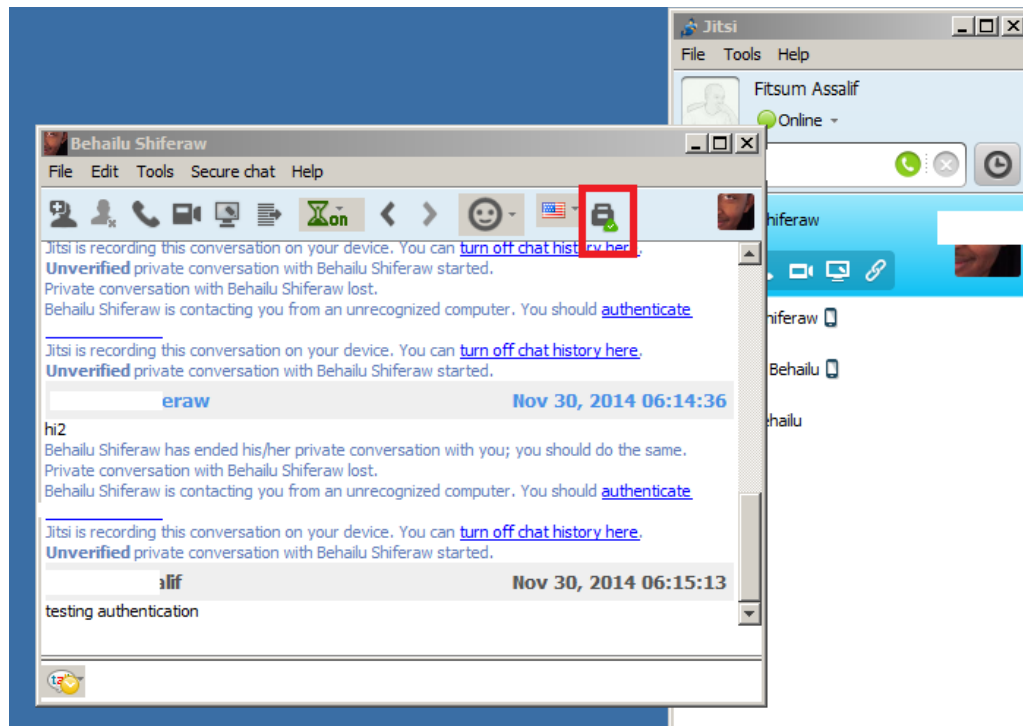 Jitsi
File Tools Help
Fitsum Assalif
Online
Behailu Shiferaw
File Edit Tools Secure chat Help
on
Jitsi is recording this conversation on your device. You can turn off chat history here.
Unverified private conversation with Behailu Shiferaw started.
Private conversation with Behailu Shiferaw lost.
Behailu Shiferaw is contacting you from an unrecognized computer. You should authenticate
Jitsi is recording this conversation on your device. You can turn off chat history here.
Unverified private conversation with Behailu Shiferaw started.
eraw Nov 30, 2014 06:14:36
hi2
Behailu Shiferaw has ended his/her private conversation with you; you should do the same.
Private conversation with Behailu Shiferaw lost.
Behailu Shiferaw is contacting you from an unrecognized computer. You should authenticate
Jitsi is recording this conversation on your device. You can turn off chat history here.
Unverified private conversation with Behailu Shiferaw started.
alif Nov 30, 2014 06:15:13
testing authentication
hiferaw
hiferaw
Behailu
ehailu